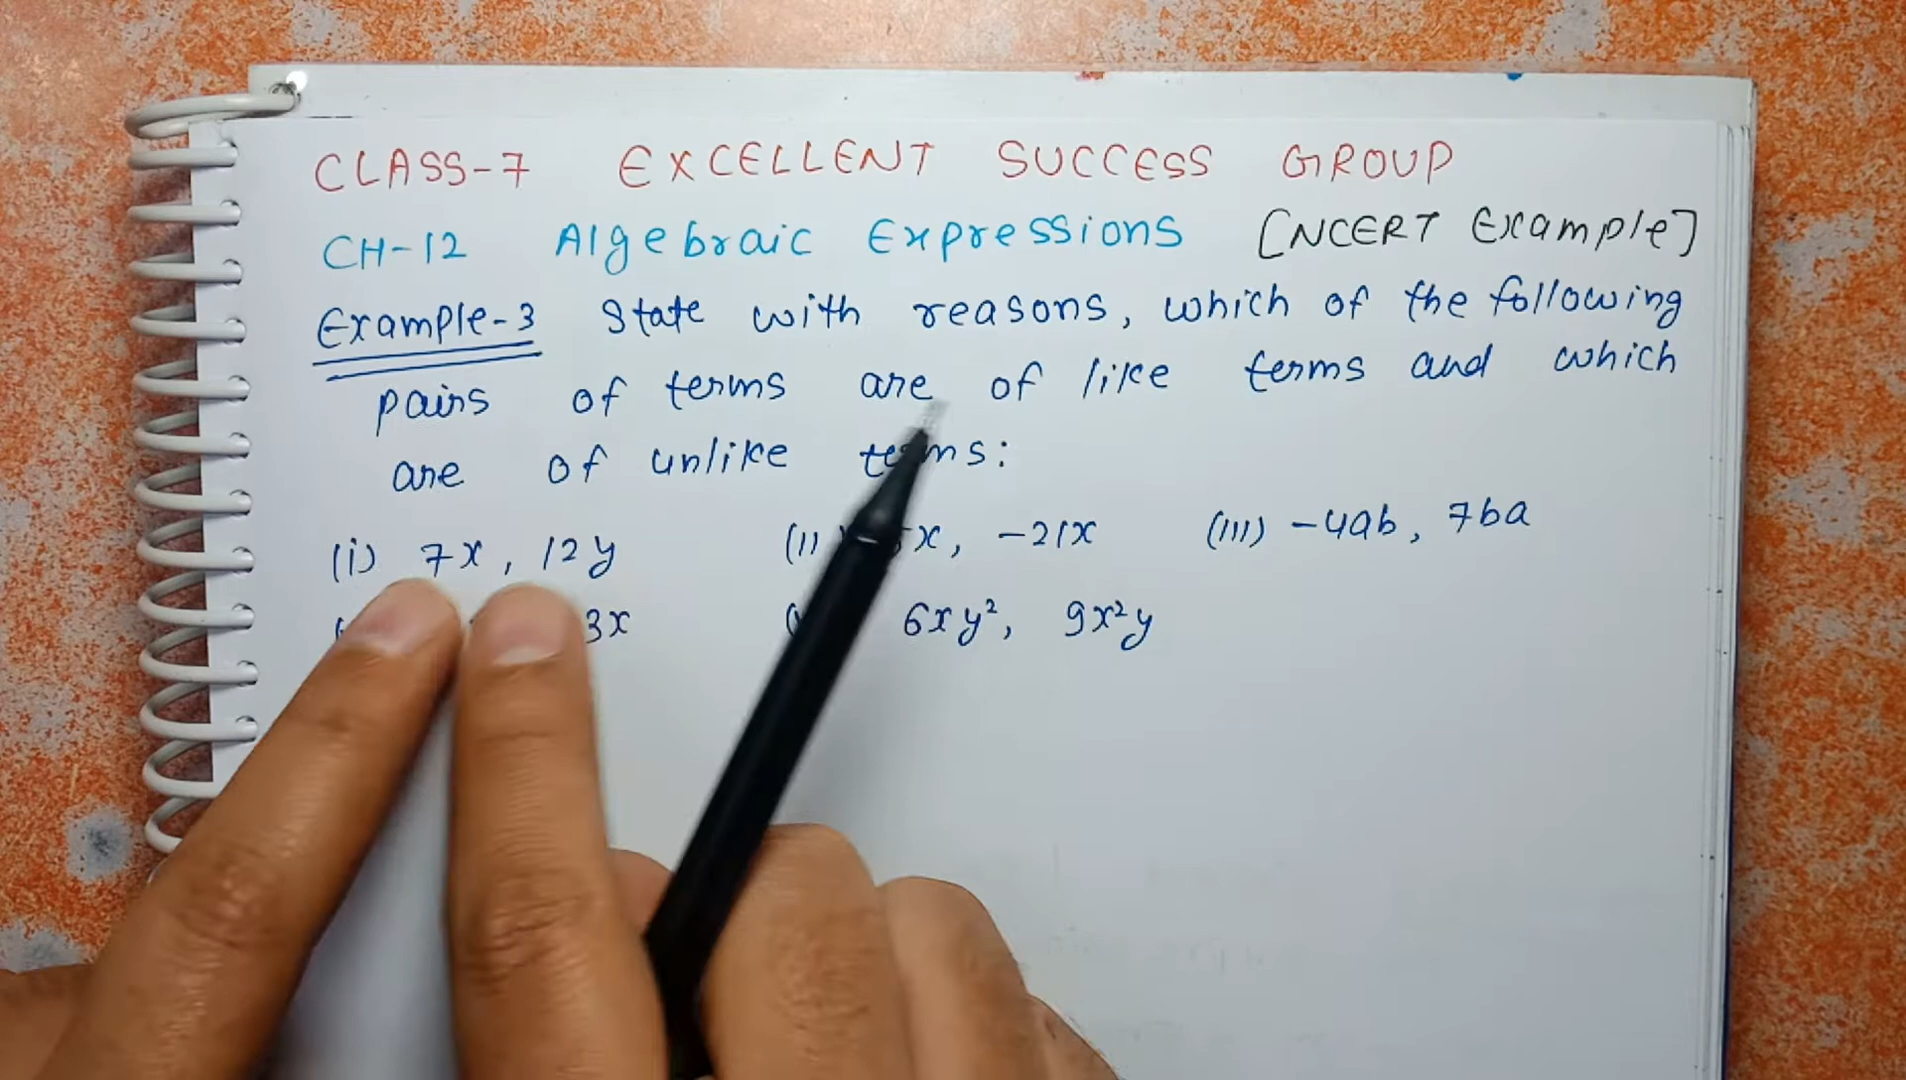 CLASS-7 EXCELLENT SUCCESS GROUP
CH-12 Algebraic Expressions [NCERT Example]
Example-3 State with reasons, which of the following
pairs of terms are of like terms and which
are of unlike terms:
(i) 7x, 12y (ii) x, -21x (iii) -4ab, 7ba
3x 6xy², 9x²y